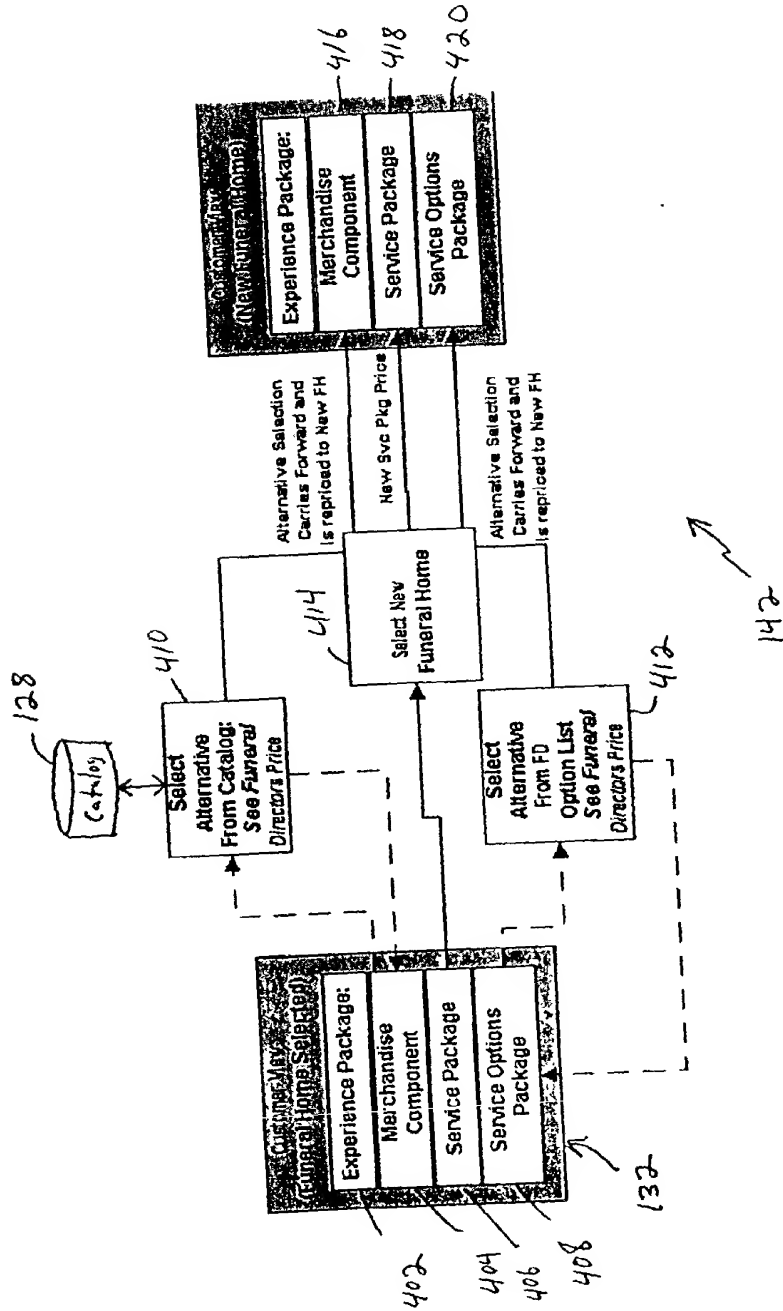 Customer May:
(Funeral Home Selected)
Experience Package:
Merchandise
Component
Service Package
Service Options
Package
402
404
406
408
132
128
Catalog
410
Select
Alternative
From Catalog:
See Funeral
Directors Price
414
Select New
Funeral Home
Select
Alternative
From FD
Option List
See Funeral
Directors Price
412
Alternative Selection
Carries Forward and
Is repriced to New FH
New Svc Pkg Price
Alternative Selection
Carries Forward and
Is repriced to New FH
Customer May:
(New Funeral Home)
Experience Package:
Merchandise
Component
Service Package
Service Options
Package
416
418
420
142